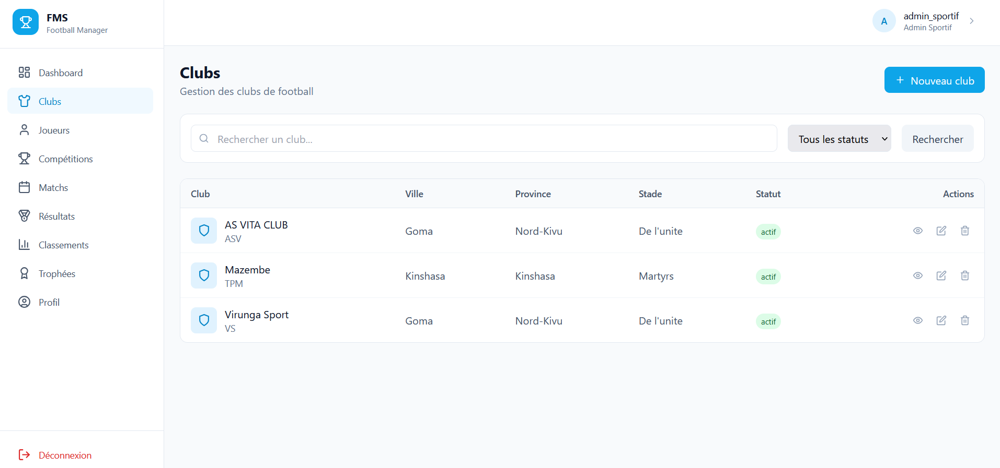 FMS
Football Manager
Dashboard
Clubs
Joueurs
Compétitions
Matchs
Résultats
Classements
Trophées
Profil
Déconnexion
A
admin_sportif
Admin Sportif
Clubs
Gestion des clubs de football
+ Nouveau club
Rechercher un club...
Tous les statuts
Rechercher
Club Ville Province Stade Statut Actions
AS VITA CLUB
ASV
Goma Nord-Kivu De l'unite actif
Mazembe
TPM
Kinshasa Kinshasa Martyrs actif
Virunga Sport
VS
Goma Nord-Kivu De l'unite actif